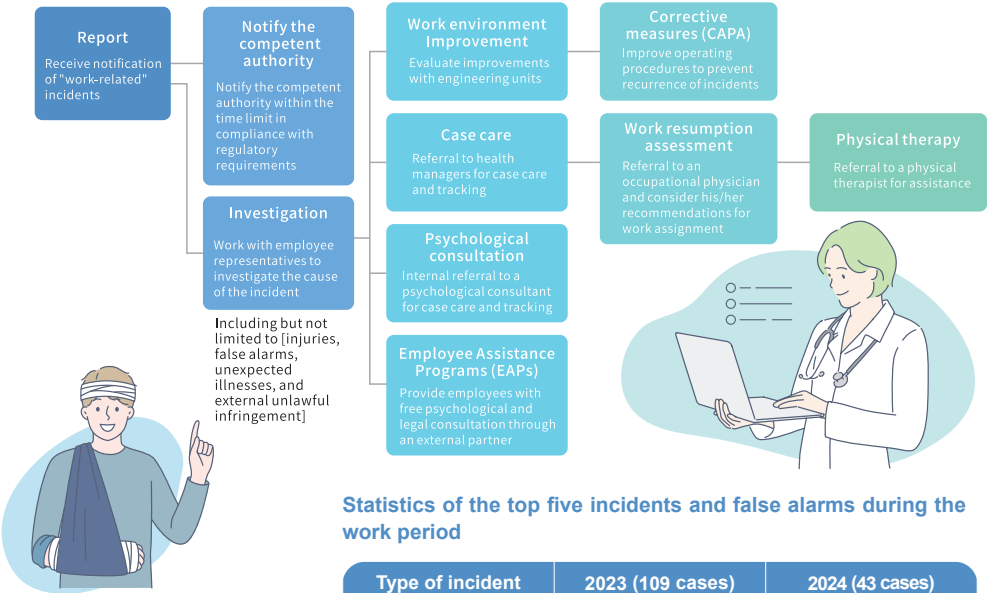 Report
Receive notification
of "work-related"
incidents
Notify the
competent
authority
Notify the competent
authority within the
time limit in
compliance with
regulatory
requirements
Investigation
Work with employee
representatives to
investigate the cause
of the incident
Including but not
limited to [injuries,
false alarms,
unexpected
illnesses, and
external unlawful
infringement]
Work environment
Improvement
Evaluate improvements
with engineering units
Corrective
measures (CAPA)
Improve operating
procedures to prevent
recurrence of incidents
Case care
Referral to health
managers for case care
and tracking
Work resumption
assessment
Referral to an
occupational physician
and consider his/her
recommendations for
work assignment
Physical therapy
Referral to a physical
therapist for assistance
Psychological
consultation
Internal referral to a
psychological consultant
for case care and tracking
Employee Assistance
Programs (EAPs)
Provide employees with
free psychological and
legal consultation through
an external partner
Statistics of the top five incidents and false alarms during the
work period
Type of incident
2023 (109 cases)
2024 (43 cases)